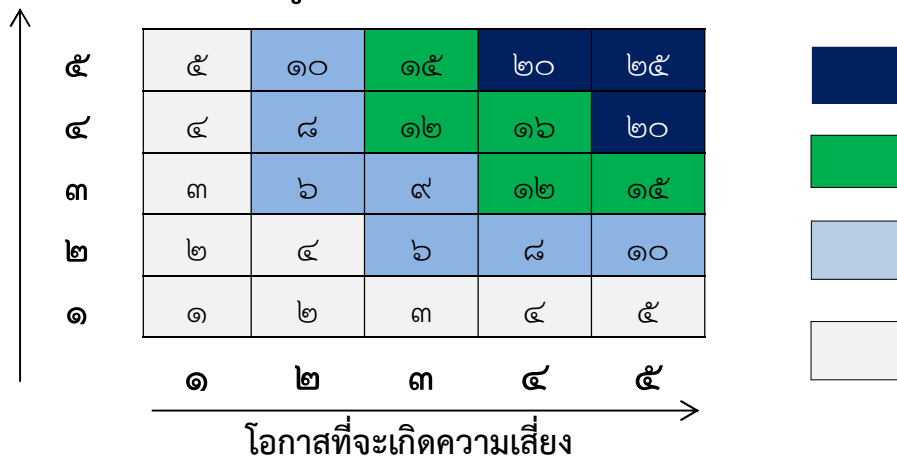 ๕ ๕ ๑๐ ๑๕ ๒๐ ๒๕
๔ ๔ ๘ ๑๒ ๑๖ ๒๐
๓ ๓ ๖ ๙ ๑๒ ๑๕
๒ ๒ ๔ ๖ ๘ ๑๐
๑ ๑ ๒ ๓ ๔ ๕
๑ ๒ ๓ ๔ ๕
โอกาสที่จะเกิดความเสี่ยง